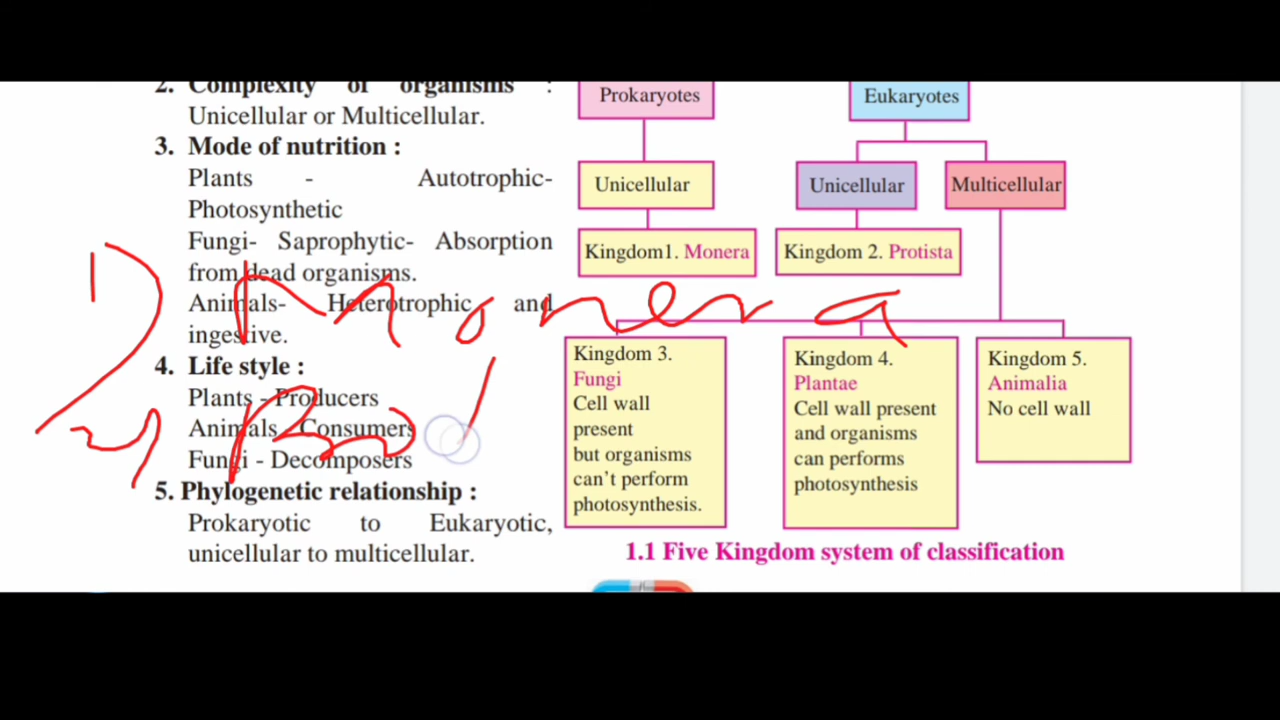 2. Complexity of organisms :
Unicellular or Multicellular.
3. Mode of nutrition :
Plants - Autotrophic-
Photosynthetic
Fungi- Saprophytic- Absorption
from dead organisms.
Animals- Heterotrophic and
ingestive.
4. Life style :
Plants - Producers
Animals - Consumers
Fungi - Decomposers
5. Phylogenetic relationship :
Prokaryotic to Eukaryotic,
unicellular to multicellular.
1) Monera
2)
Prokaryotes
Eukaryotes
Unicellular
Unicellular
Multicellular
Kingdom1. Monera
Kingdom 2. Protista
Kingdom 3.
Fungi
Cell wall
present
but organisms
can't perform
photosynthesis.
Kingdom 4.
Plantae
Cell wall present
and organisms
can performs
photosynthesis
Kingdom 5.
Animalia
No cell wall
1.1 Five Kingdom system of classification